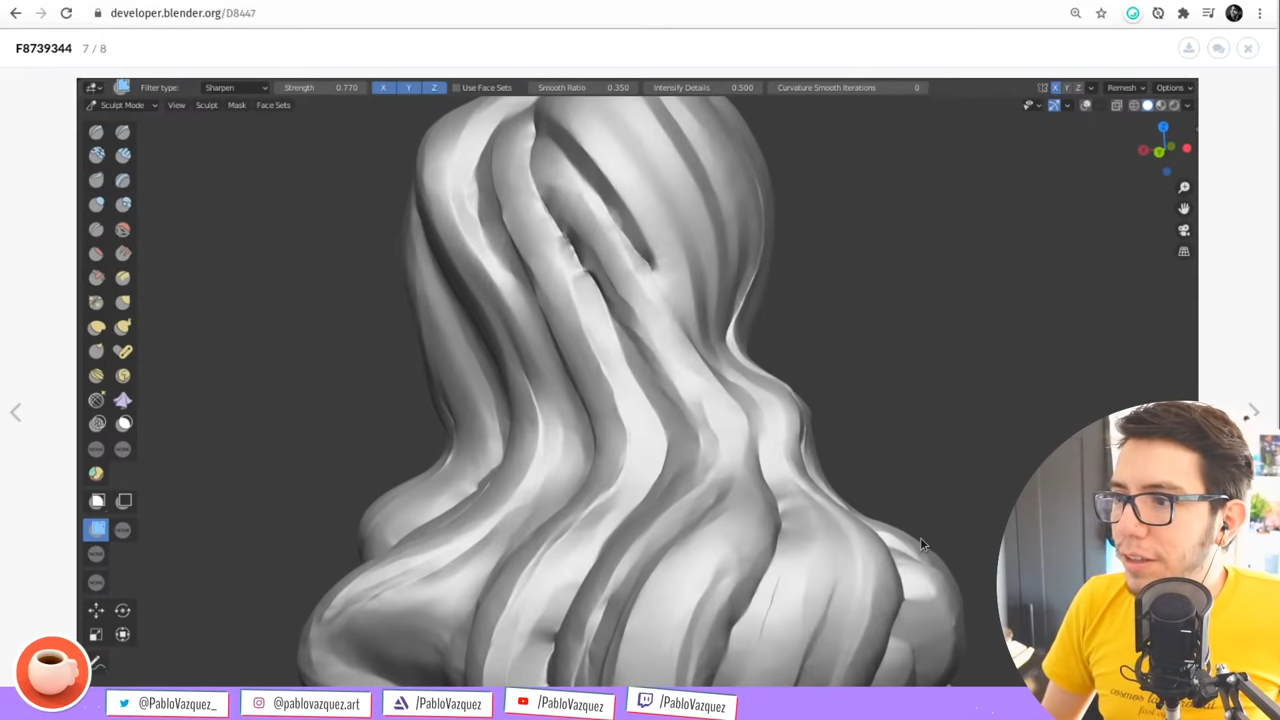 developer.blender.org/D8447
F8739344 7 / 8
Filter type: Sharpen Strength 0.770 X Y Z Use Face Sets Smooth Ratio 0.350 Intensify Details 0.500 Curvature Smooth Iterations 0 X Y Z Remesh Options
Sculpt Mode View Sculpt Mask Face Sets
Z
@PabloVazquez_ @pablovazquez.art /PabloVazquez /PabloVazquez /PabloVazquez